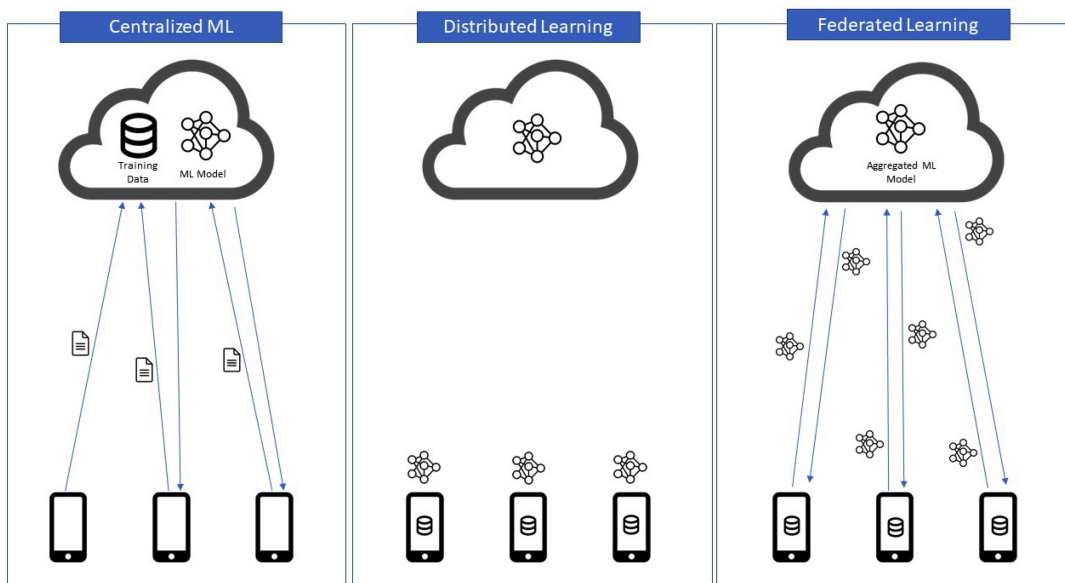 Centralized ML
Distributed Learning
Federated Learning
Training
Data
ML Model
Aggregated ML
Model